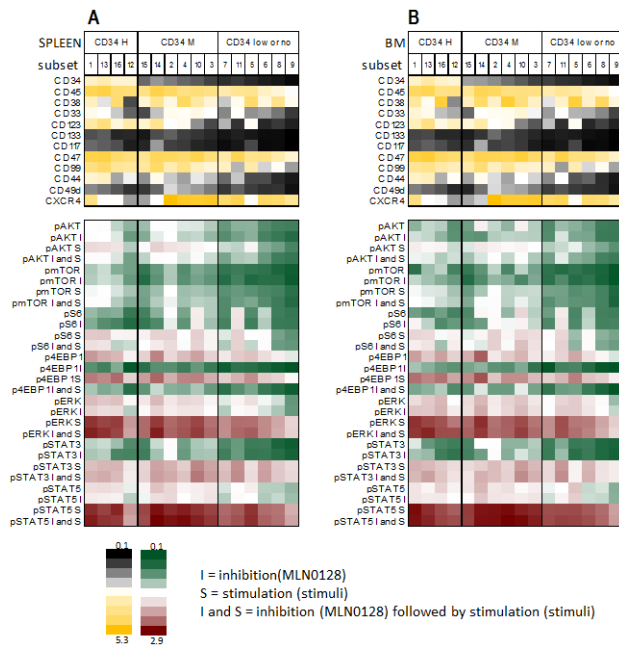 A B
SPLEEN CD34 H CD34 M CD34 low or no BM CD34 H CD34 M CD34 low or no
subset 1 13 16 12 15 14 2 4 10 3 7 11 5 6 8 9 subset 1 13 16 12 15 14 2 4 10 3 7 11 5 6 8 9
CD34 CD34
CD45 CD45
CD38 CD38
CD33 CD33
CD123 CD123
CD133 CD133
CD117 CD117
CD47 CD47
CD99 CD99
CD44 CD44
CD49d CD49d
CXCR4 CXCR4
pAKT pAKT
pAKT I pAKT I
pAKT S pAKT S
pAKT I and S pAKT I and S
pmTOR pmTOR
pmTOR I pmTOR I
pmTOR S pmTOR S
pmTOR I and S pmTOR I and S
pS6 pS6
pS6 I pS6 I
pS6 S pS6 S
pS6 I and S pS6 I and S
p4EBP1 p4EBP1
p4EBP1I p4EBP1I
p4EBP1S p4EBP1S
p4EBP1I and S p4EBP1I and S
pERK pERK
pERK I pERK I
pERK S pERK S
pERK I and S pERK I and S
pSTAT3 pSTAT3
pSTAT3 I pSTAT3 I
pSTAT3 S pSTAT3 S
pSTAT3 I and S pSTAT3 I and S
pSTAT5 pSTAT5
pSTAT5 I pSTAT5 I
pSTAT5 S pSTAT5 S
pSTAT5 I and S pSTAT5 I and S
0.1 0.1
I = inhibition(MLN0128)
S = stimulation (stimuli)
I and S = inhibition (MLN0128) followed by stimulation (stimuli)
5.3 2.9